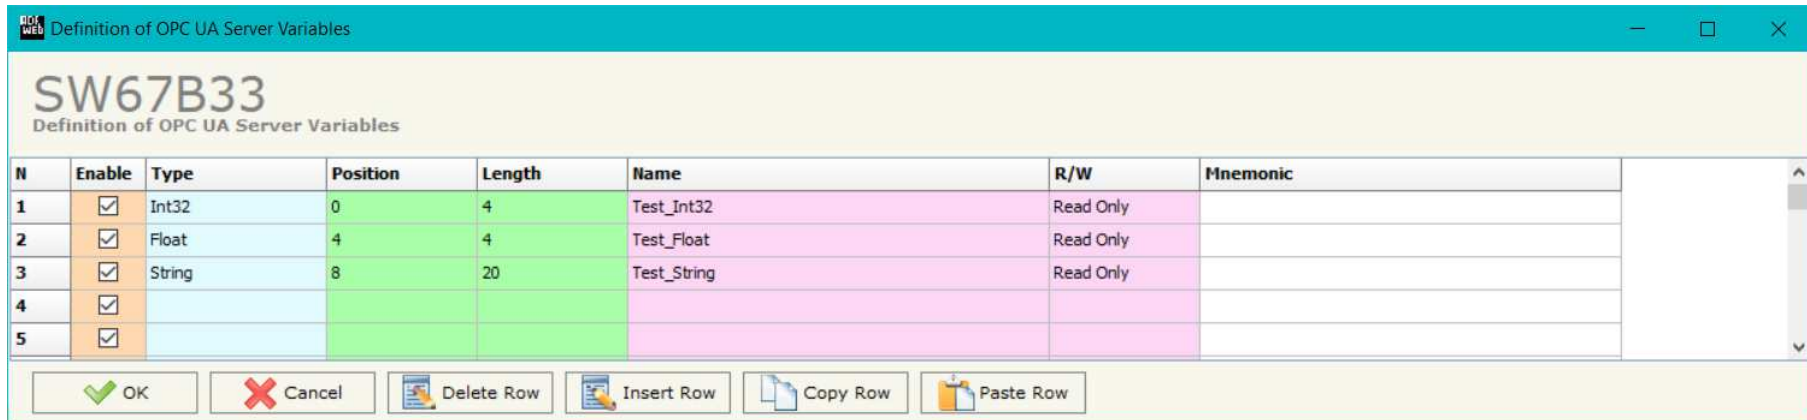 ADF WEB Definition of OPC UA Server Variables
SW67B33
Definition of OPC UA Server Variables
N Enable Type Position Length Name R/W Mnemonic
1 Int32 0 4 Test_Int32 Read Only
2 Float 4 4 Test_Float Read Only
3 String 8 20 Test_String Read Only
4
5
OK Cancel Delete Row Insert Row Copy Row Paste Row